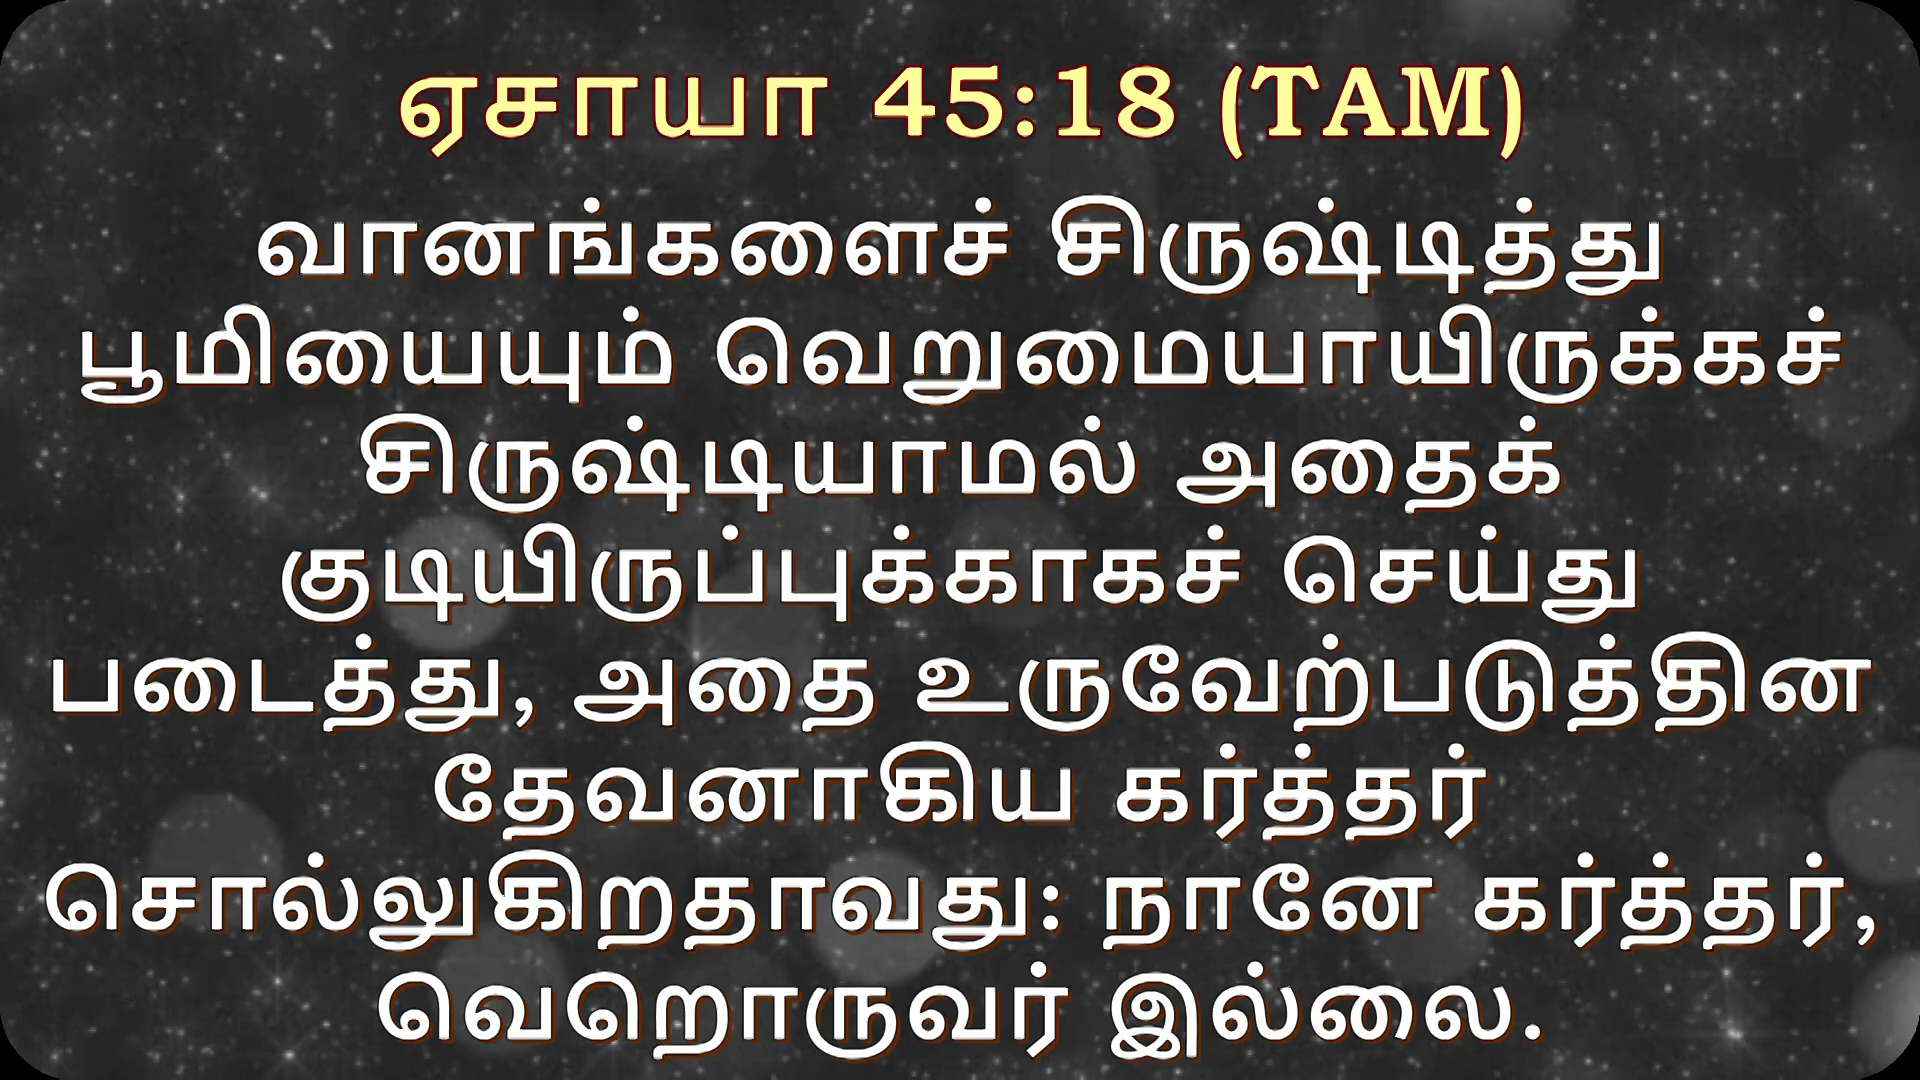 ஏசாயா 45:18 (TAM)
வானங்களைச் சிருஷ்டித்து
பூமியையும் வெறுமையாயிருக்கச்
சிருஷ்டியாமல் அதைக்
குடியிருப்புக்காகச் செய்து
படைத்து, அதை உருவேற்படுத்தின
தேவனாகிய கர்த்தர்
சொல்லுகிறதாவது: நானே கர்த்தர்,
வெறொருவர் இல்லை.